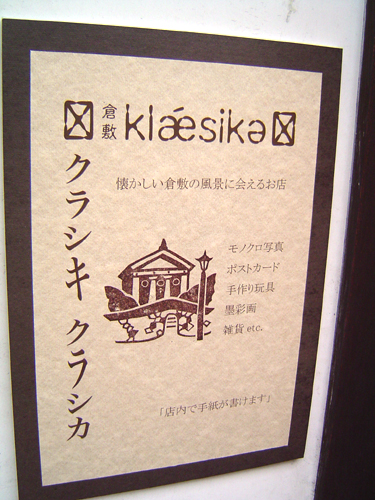 倉敷 klǽsikə
クラシキ クラシカ
懐かしい倉敷の風景に会えるお店
モノクロ写真
ポストカード
手作り玩具
墨彩画
雑貨 etc.
「店内で手紙が書けます」